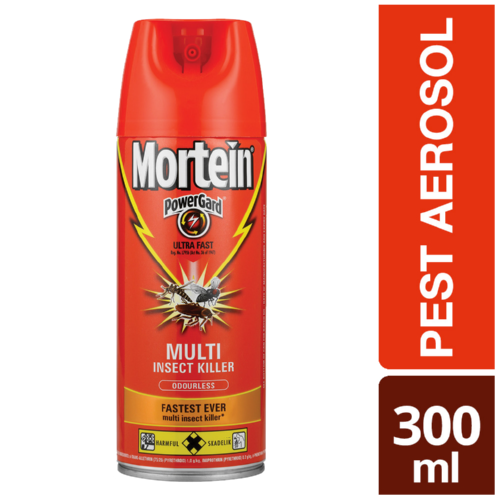 Mortein
PowerGard
ULTRA FAST
MULTI
INSECT KILLER
ODOURLESS
FASTEST EVER
multi insect killer*
HARMFUL
SKADELIK
PEST AEROSOL
300
ml